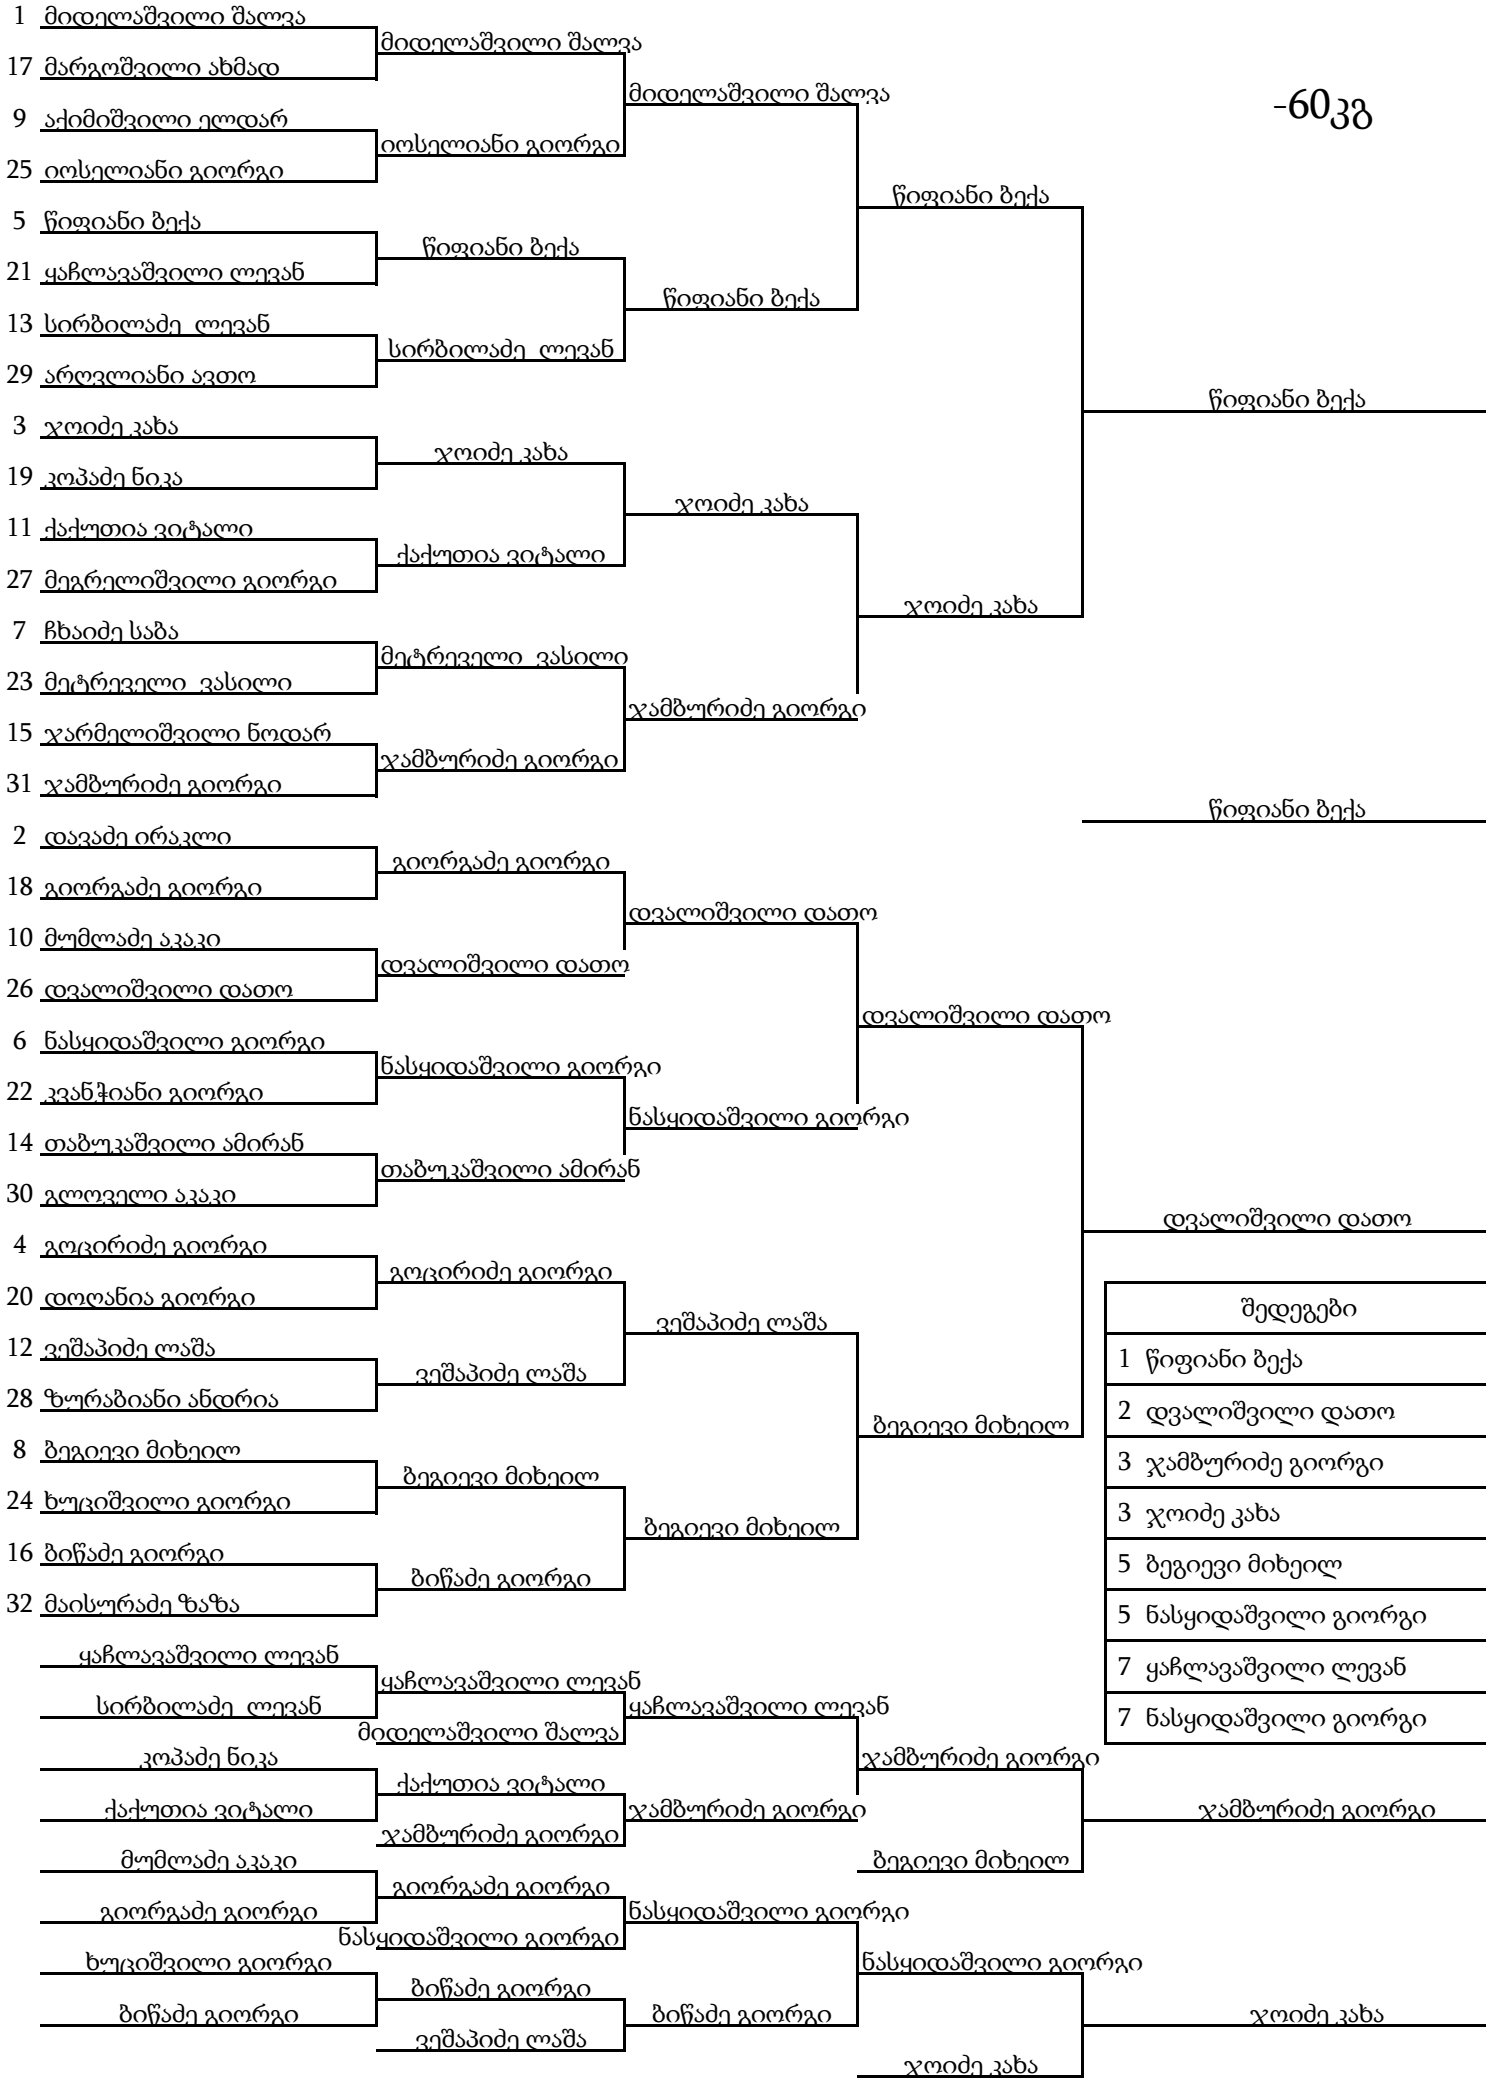 1 მიდელაშვილი შალვა
მიდელაშვილი შალვა
17 მარგოშვილი ახმად
მიდელაშვილი შალვა
-60კგ
9 აქიმიშვილი ელდარ
იოსელიანი გიორგი
25 იოსელიანი გიორგი
წიფიანი ბექა
5 წიფიანი ბექა
წიფიანი ბექა
21 ყაჩლავაშვილი ლევან
წიფიანი ბექა
13 სირბილაძე ლევან
სირბილაძე ლევან
29 არღვლიანი ავთო
წიფიანი ბექა
3 ჯოიძე კახა
ჯოიძე კახა
19 კოპაძე ნიკა
ჯოიძე კახა
11 ქაქუთია ვიტალი
ქაქუთია ვიტალი
27 მეგრელიშვილი გიორგი
ჯოიძე კახა
7 ჩხაიძე საბა
მეტრეველი ვასილი
23 მეტრეველი ვასილი
ჯამბურიძე გიორგი
15 ჯარმელიშვილი ნოდარ
ჯამბურიძე გიორგი
31 ჯამბურიძე გიორგი
წიფიანი ბექა
2 დავაძე ირაკლი
გიორგაძე გიორგი
18 გიორგაძე გიორგი
დვალიშვილი დათო
10 მუმლაძე აკაკი
დვალიშვილი დათო
26 დვალიშვილი დათო
დვალიშვილი დათო
6 ნასყიდაშვილი გიორგი
ნასყიდაშვილი გიორგი
22 კვანჭიანი გიორგი
ნასყიდაშვილი გიორგი
14 თაბუკაშვილი ამირან
თაბუკაშვილი ამირან
30 გლოველი აკაკი
დვალიშვილი დათო
4 გოცირიძე გიორგი
გოცირიძე გიორგი
20 დოღანია გიორგი
შედეგები
ვეშაპიძე ლაშა
12 ვეშაპიძე ლაშა
1 წიფიანი ბექა
ვეშაპიძე ლაშა
28 ზურაბიანი ანდრია
2 დვალიშვილი დათო
ბეგიევი მიხეილ
8 ბეგიევი მიხეილ
3 ჯამბურიძე გიორგი
ბეგიევი მიხეილ
24 ხუციშვილი გიორგი
3 ჯოიძე კახა
ბეგიევი მიხეილ
16 ბიწაძე გიორგი
5 ბეგიევი მიხეილ
ბიწაძე გიორგი
32 მაისურაძე ზაზა
5 ნასყიდაშვილი გიორგი
ყაჩლავაშვილი ლევან
7 ყაჩლავაშვილი ლევან
ყაჩლავაშვილი ლევან
სირბილაძე ლევან
ყაჩლავაშვილი ლევან
7 ნასყიდაშვილი გიორგი
მიდელაშვილი შალვა
კოპაძე ნიკა
ჯამბურიძე გიორგი
ქაქუთია ვიტალი
ქაქუთია ვიტალი
ჯამბურიძე გიორგი
ჯამბურიძე გიორგი
ჯამბურიძე გიორგი
მუმლაძე აკაკი
ბეგიევი მიხეილ
გიორგაძე გიორგი
გიორგაძე გიორგი
ნასყიდაშვილი გიორგი
ნასყიდაშვილი გიორგი
ხუციშვილი გიორგი
ნასყიდაშვილი გიორგი
ბიწაძე გიორგი
ბიწაძე გიორგი
ბიწაძე გიორგი
ჯოიძე კახა
ვეშაპიძე ლაშა
ჯოიძე კახა